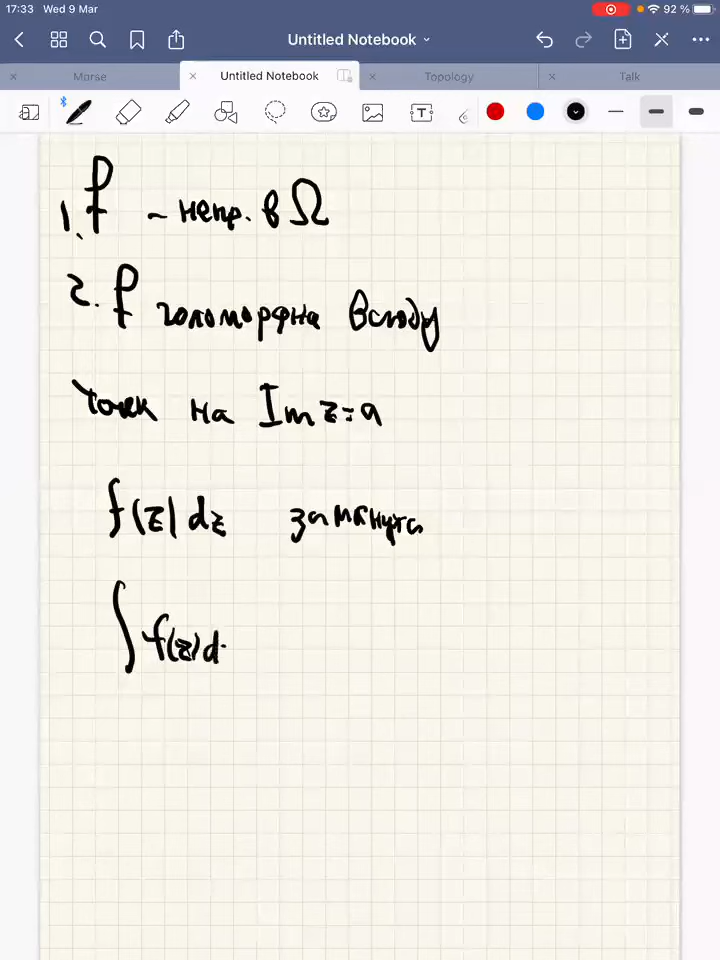 17:33 Wed 9 Mar 92 %
Untitled Notebook
Morse Untitled Notebook Topology Talk
1. f – непр. в Ω
2. f голоморфна всюду
точек на Im z = a
f(z) dz замкнута
∫ f(z) d